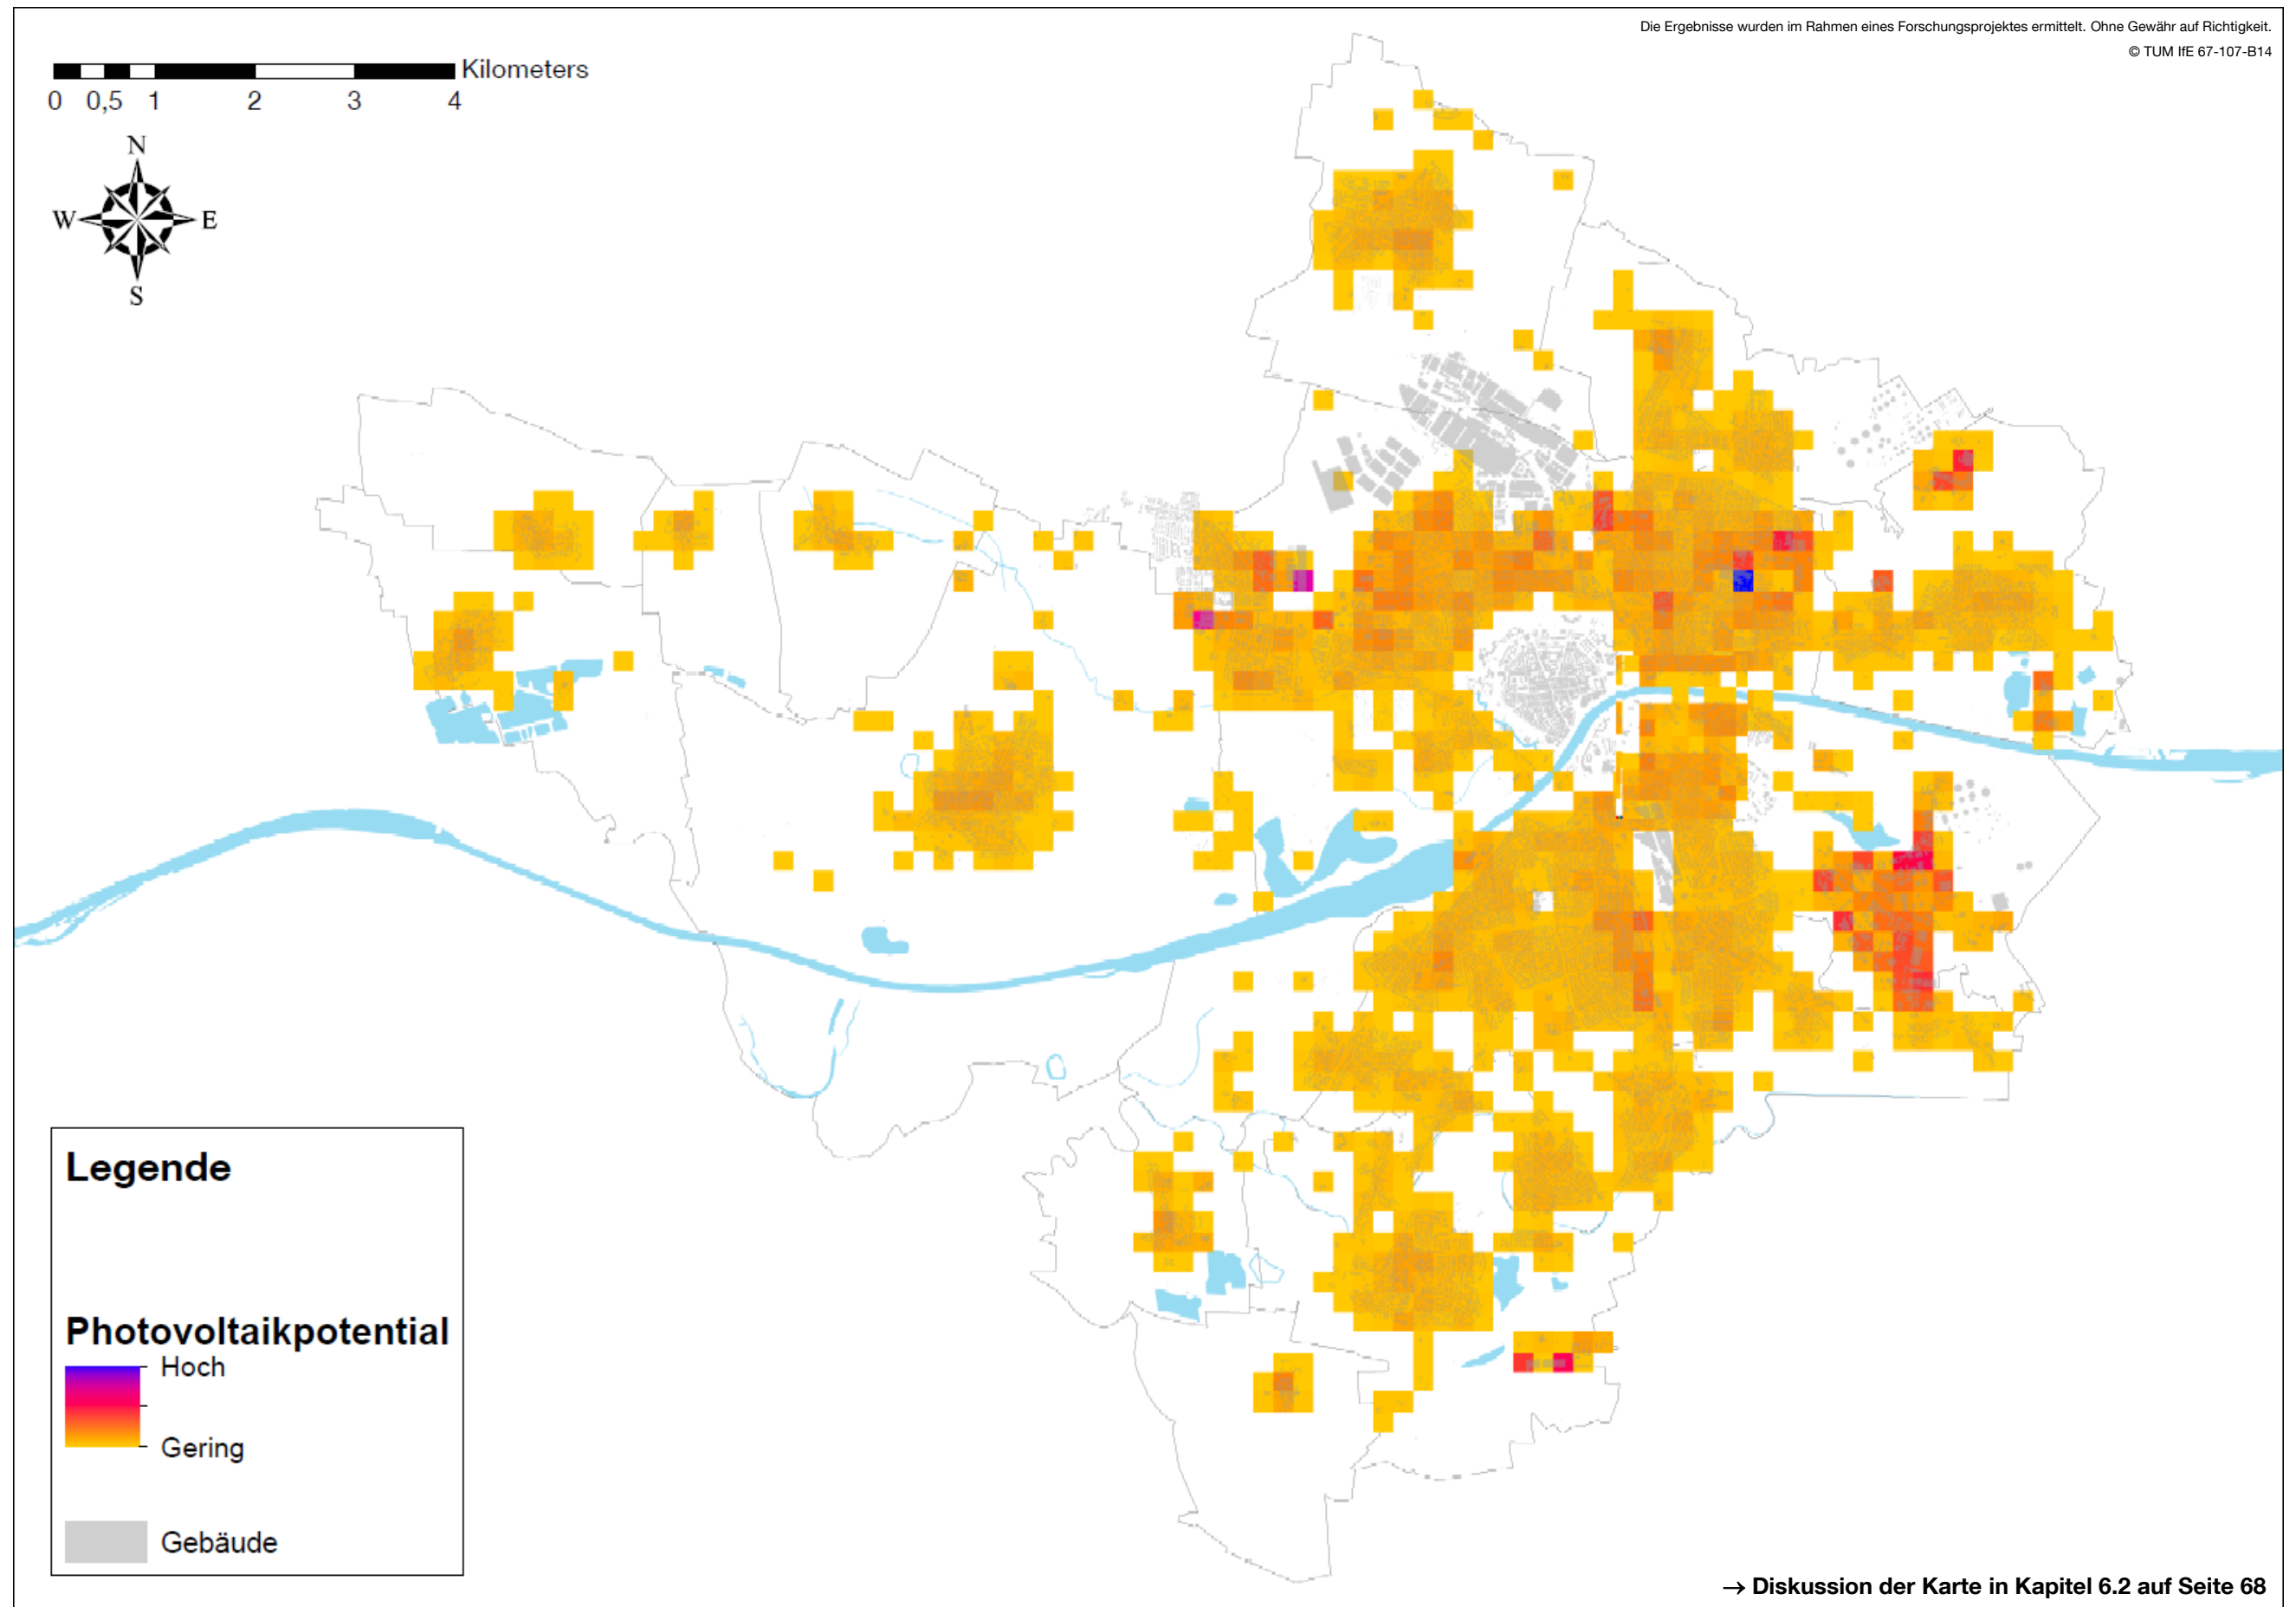 Die Ergebnisse wurden im Rahmen eines Forschungsprojektes ermittelt. Ohne Gewähr auf Richtigkeit.
© TUM IfE 67-107-B14
Kilometers
0 0,5 1 2 3 4
N
W E
S
Legende
Photovoltaikpotential
Hoch
Gering
Gebäude
→ Diskussion der Karte in Kapitel 6.2 auf Seite 68